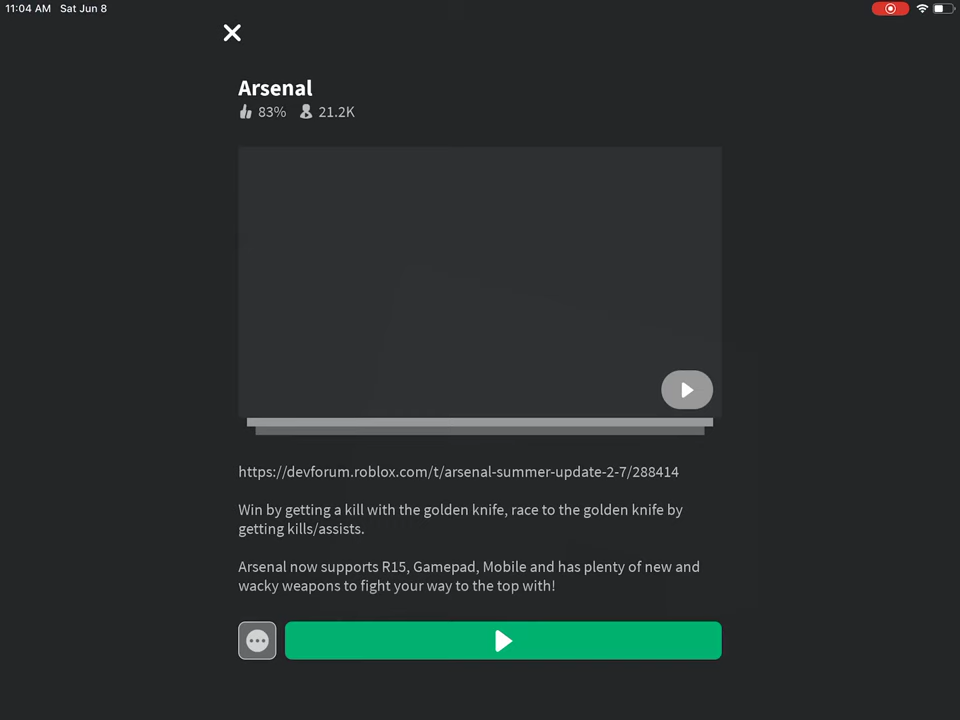 11:04 AM Sat Jun 8
Arsenal
83% 21.2K
https://devforum.roblox.com/t/arsenal-summer-update-2-7/288414
Win by getting a kill with the golden knife, race to the golden knife by
getting kills/assists.
Arsenal now supports R15, Gamepad, Mobile and has plenty of new and
wacky weapons to fight your way to the top with!